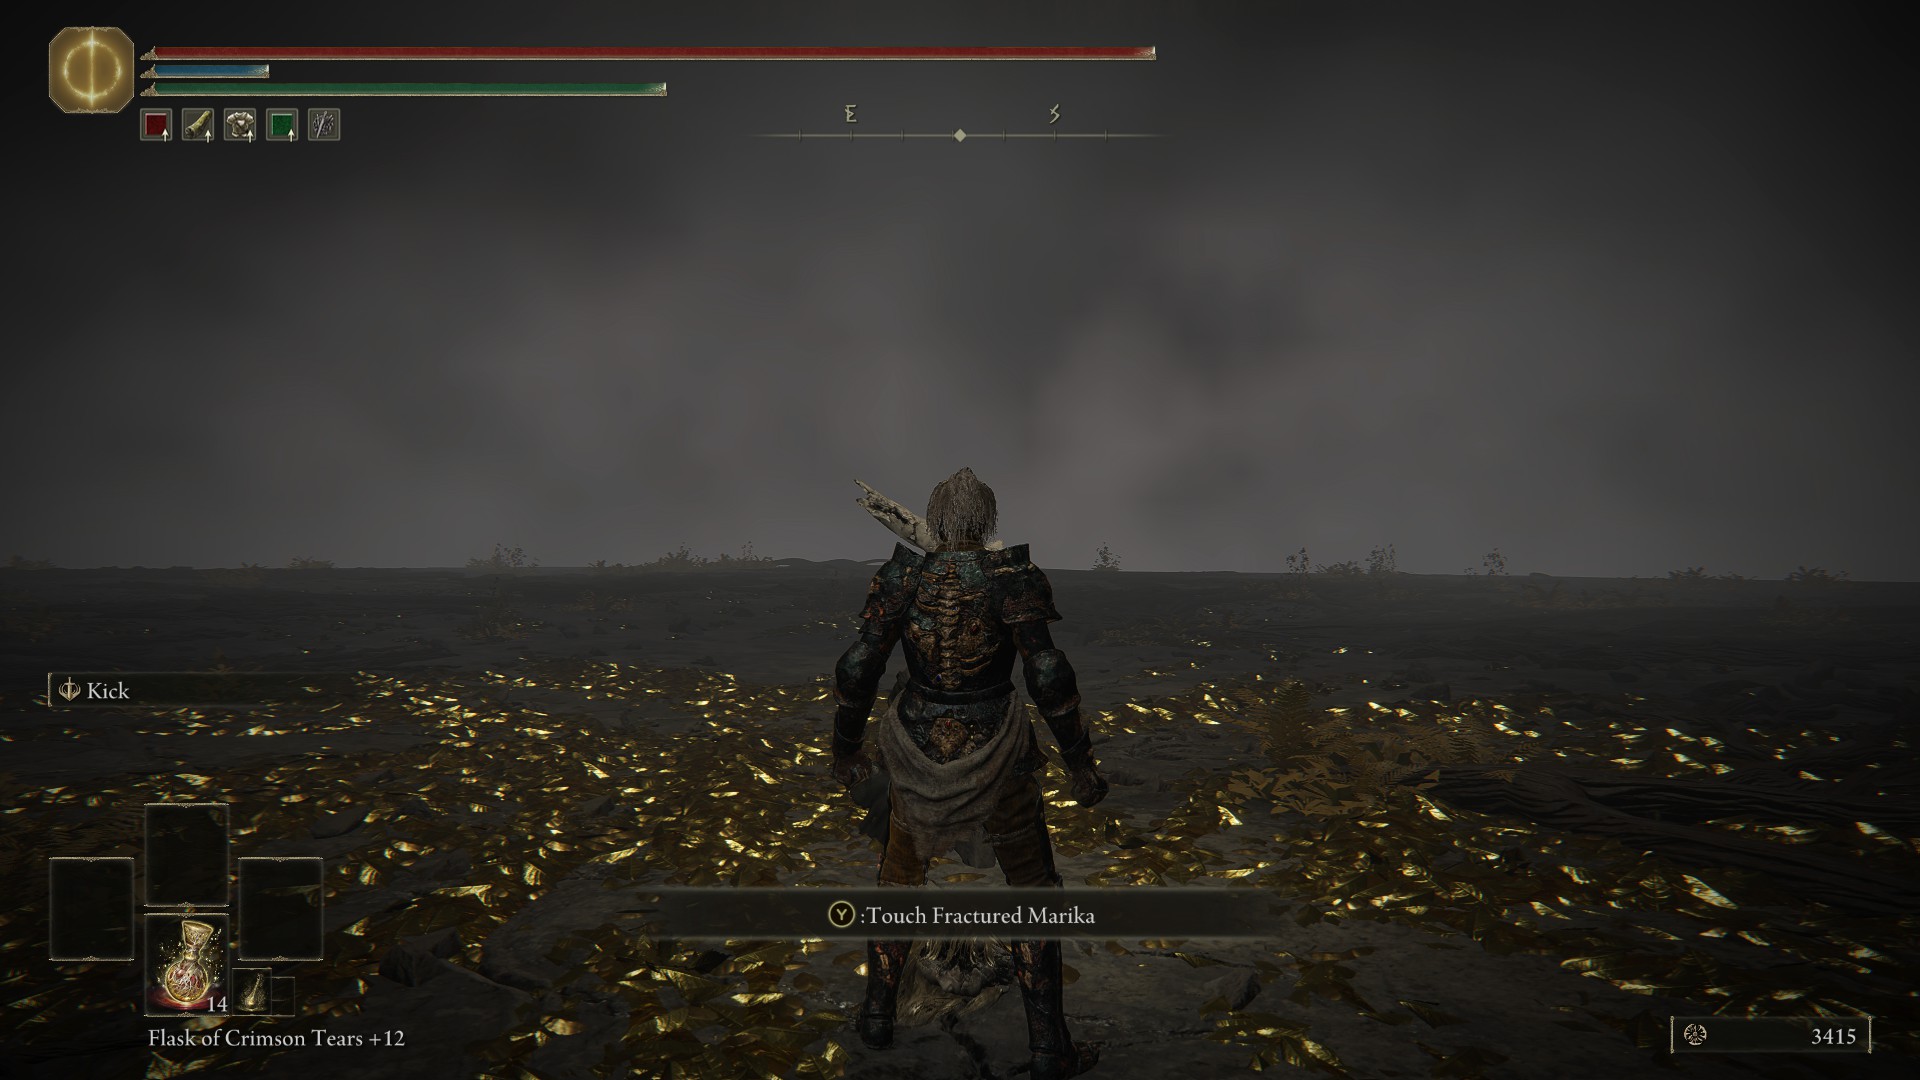 E S
Kick
Ⓨ:Touch Fractured Marika
14
Flask of Crimson Tears +12
3415